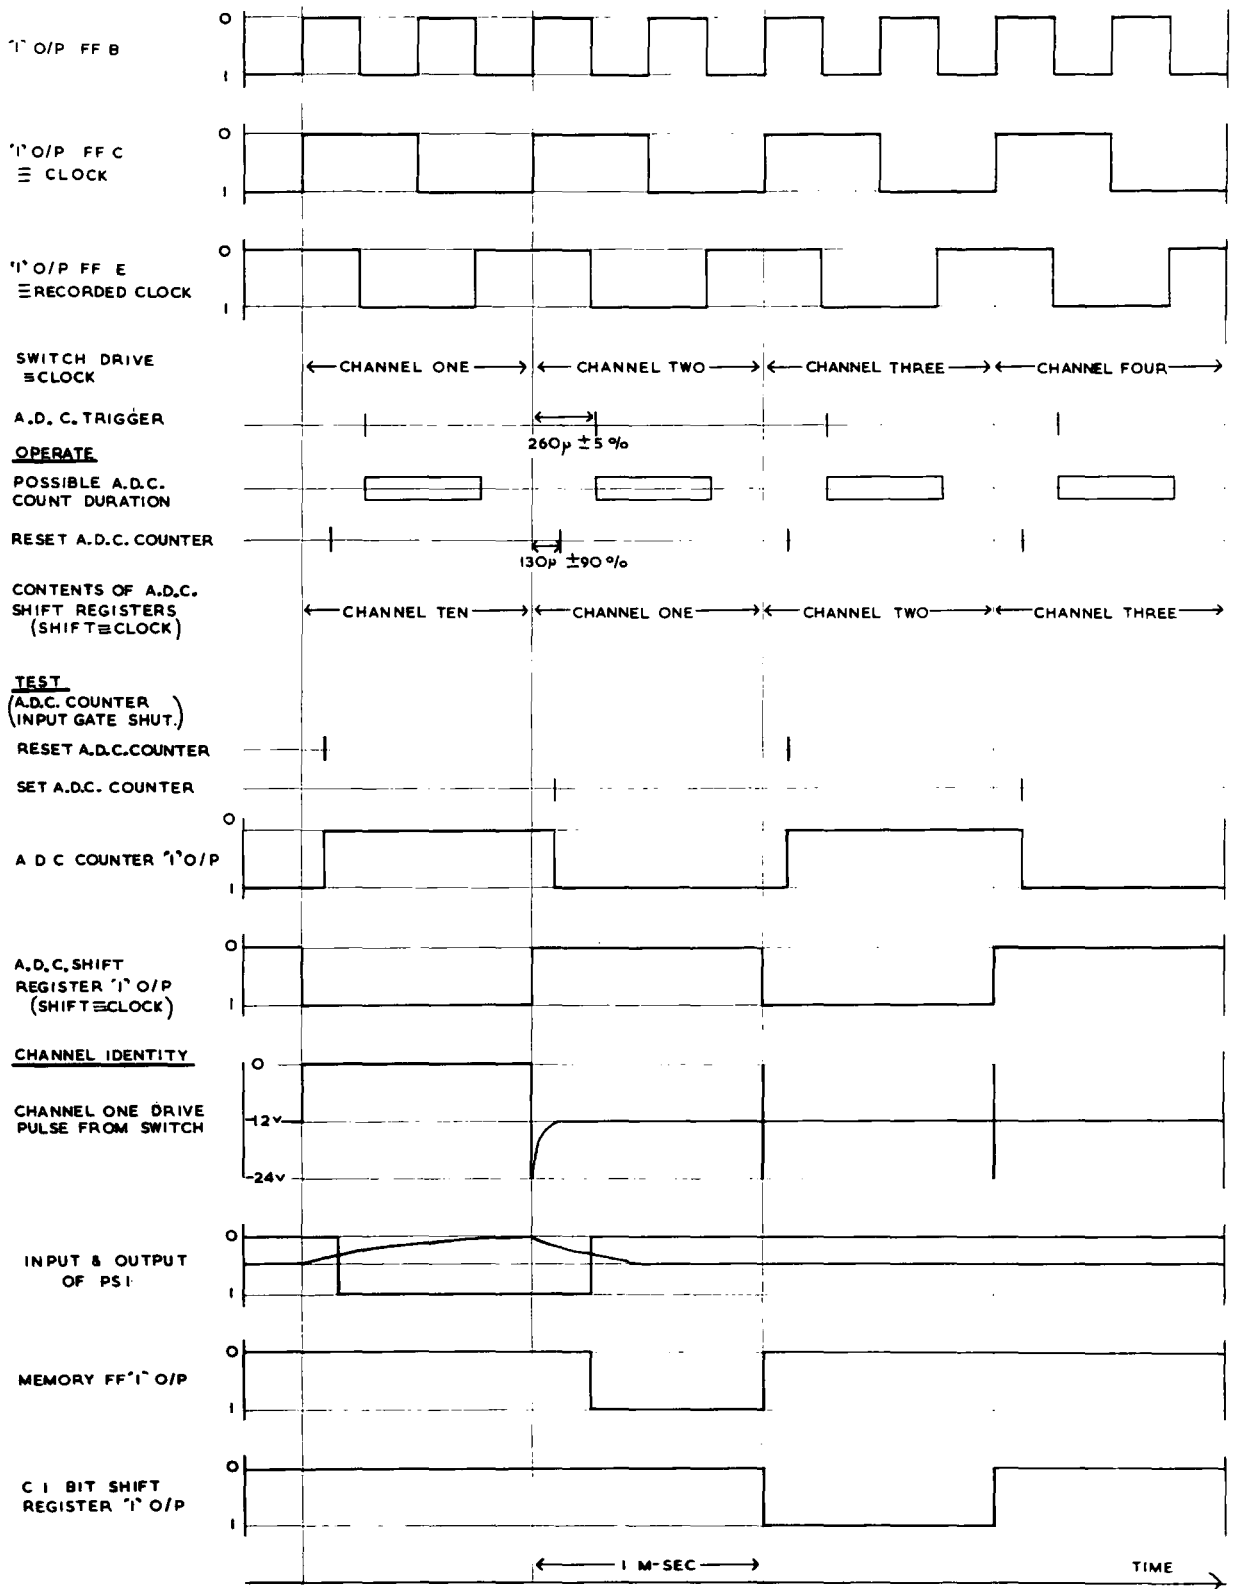 0
"1" O/P FF B
1
0
"1" O/P FF C
≡ CLOCK
1
0
"1" O/P FF E
≡ RECORDED CLOCK
1
SWITCH DRIVE
≡ CLOCK
CHANNEL ONE CHANNEL TWO CHANNEL THREE CHANNEL FOUR
A.D.C. TRIGGER
260μ ±5 %
OPERATE
POSSIBLE A.D.C.
COUNT DURATION
RESET A.D.C. COUNTER
130μ ±90 %
CONTENTS OF A.D.C.
SHIFT REGISTERS
(SHIFT ≡ CLOCK)
CHANNEL TEN CHANNEL ONE CHANNEL TWO CHANNEL THREE
TEST
(A.D.C. COUNTER
INPUT GATE SHUT.)
RESET A.D.C. COUNTER
SET A.D.C. COUNTER
0
A D C COUNTER "1" O/P
1
0
A.D.C. SHIFT
REGISTER "1" O/P
(SHIFT ≡ CLOCK)
1
CHANNEL IDENTITY
0
CHANNEL ONE DRIVE
PULSE FROM SWITCH
-12V
-24V
0
INPUT & OUTPUT
OF PS1
1
0
MEMORY FF "1" O/P
1
0
C 1 BIT SHIFT
REGISTER "1" O/P
1
1 M-SEC
TIME